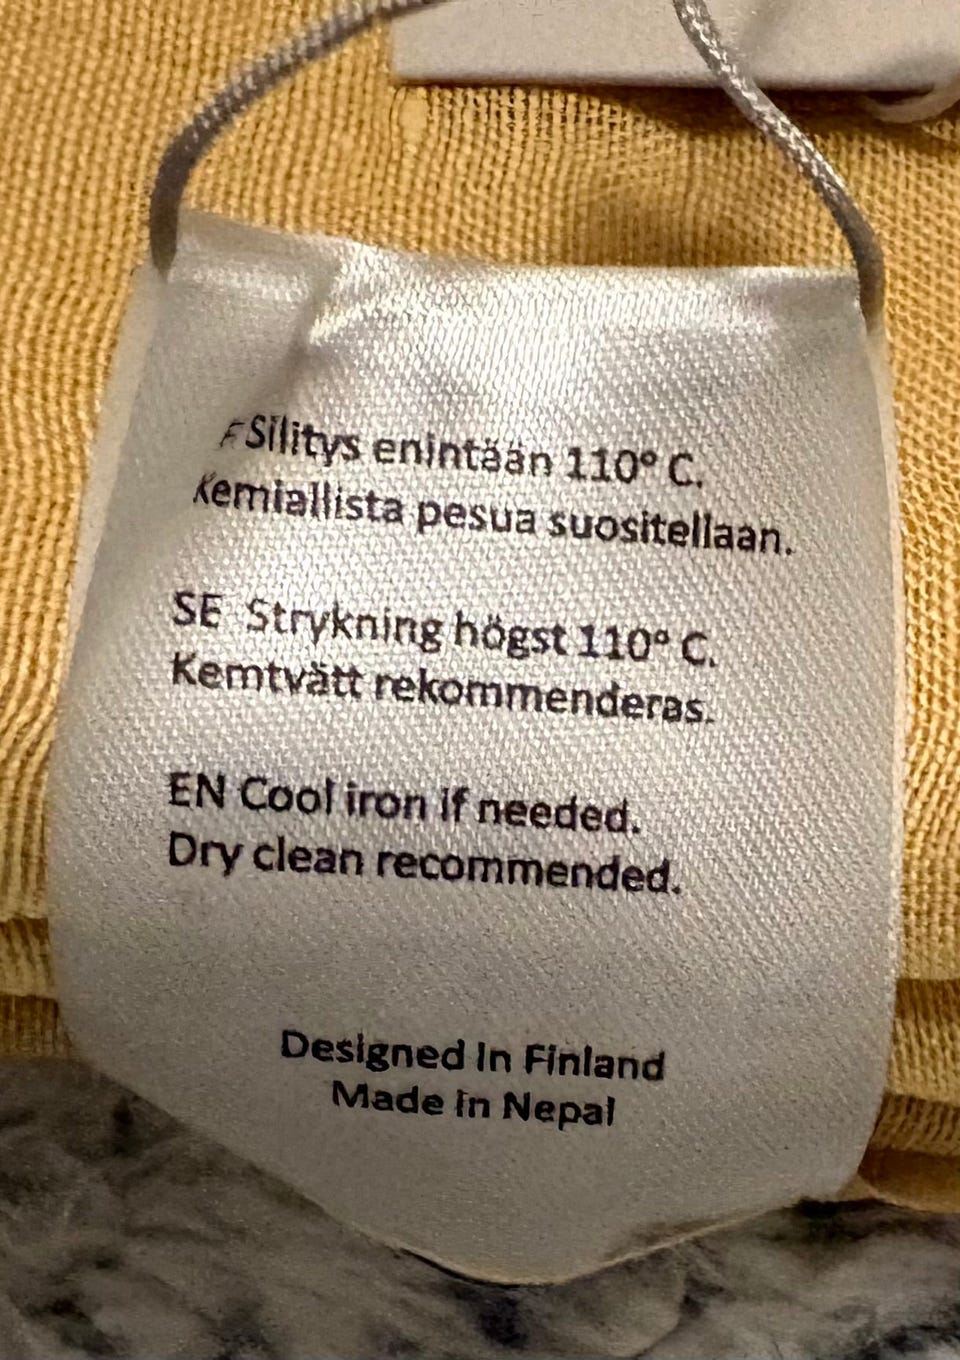 F Silitys enintään 110° C.
Kemiallista pesua suositellaan.
SE Strykning högst 110° C.
Kemtvätt rekommenderas.
EN Cool iron if needed.
Dry clean recommended.
Designed in Finland
Made in Nepal